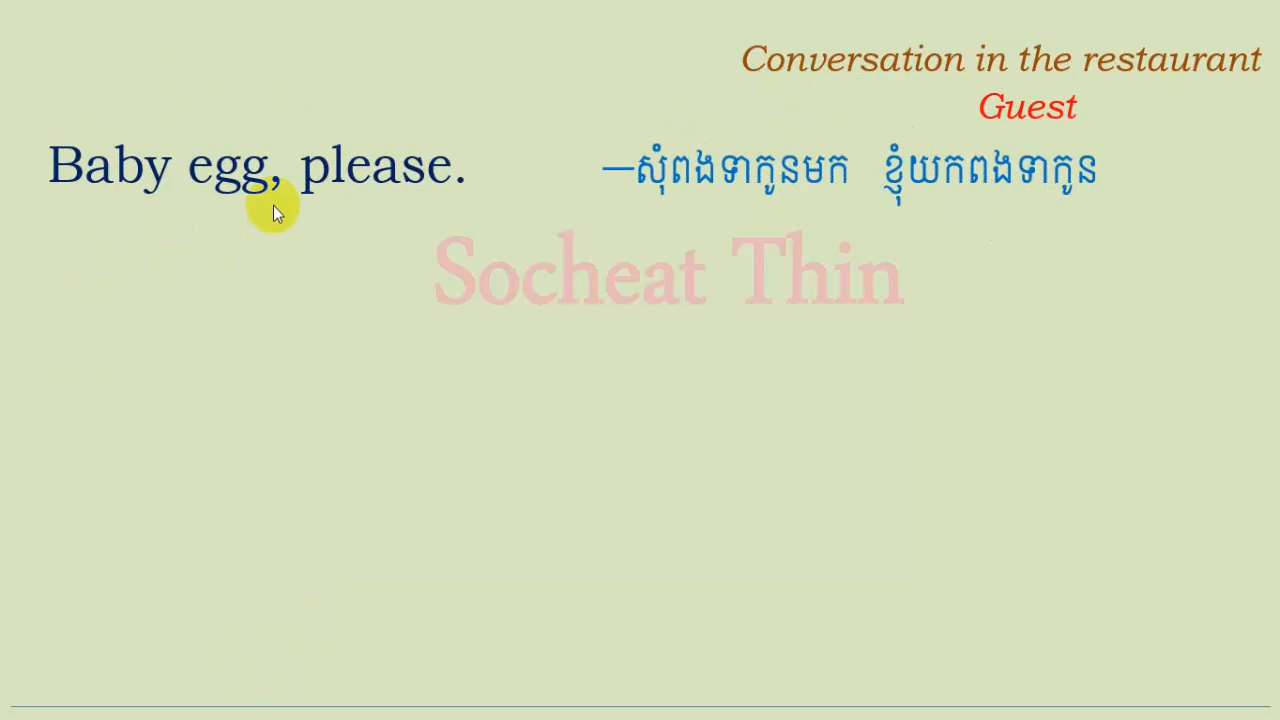 Conversation in the restaurant
Guest
Baby egg, please. —សុំពងទាកូនមក ខ្ញុំយកពងទាកូន
Socheat Thin